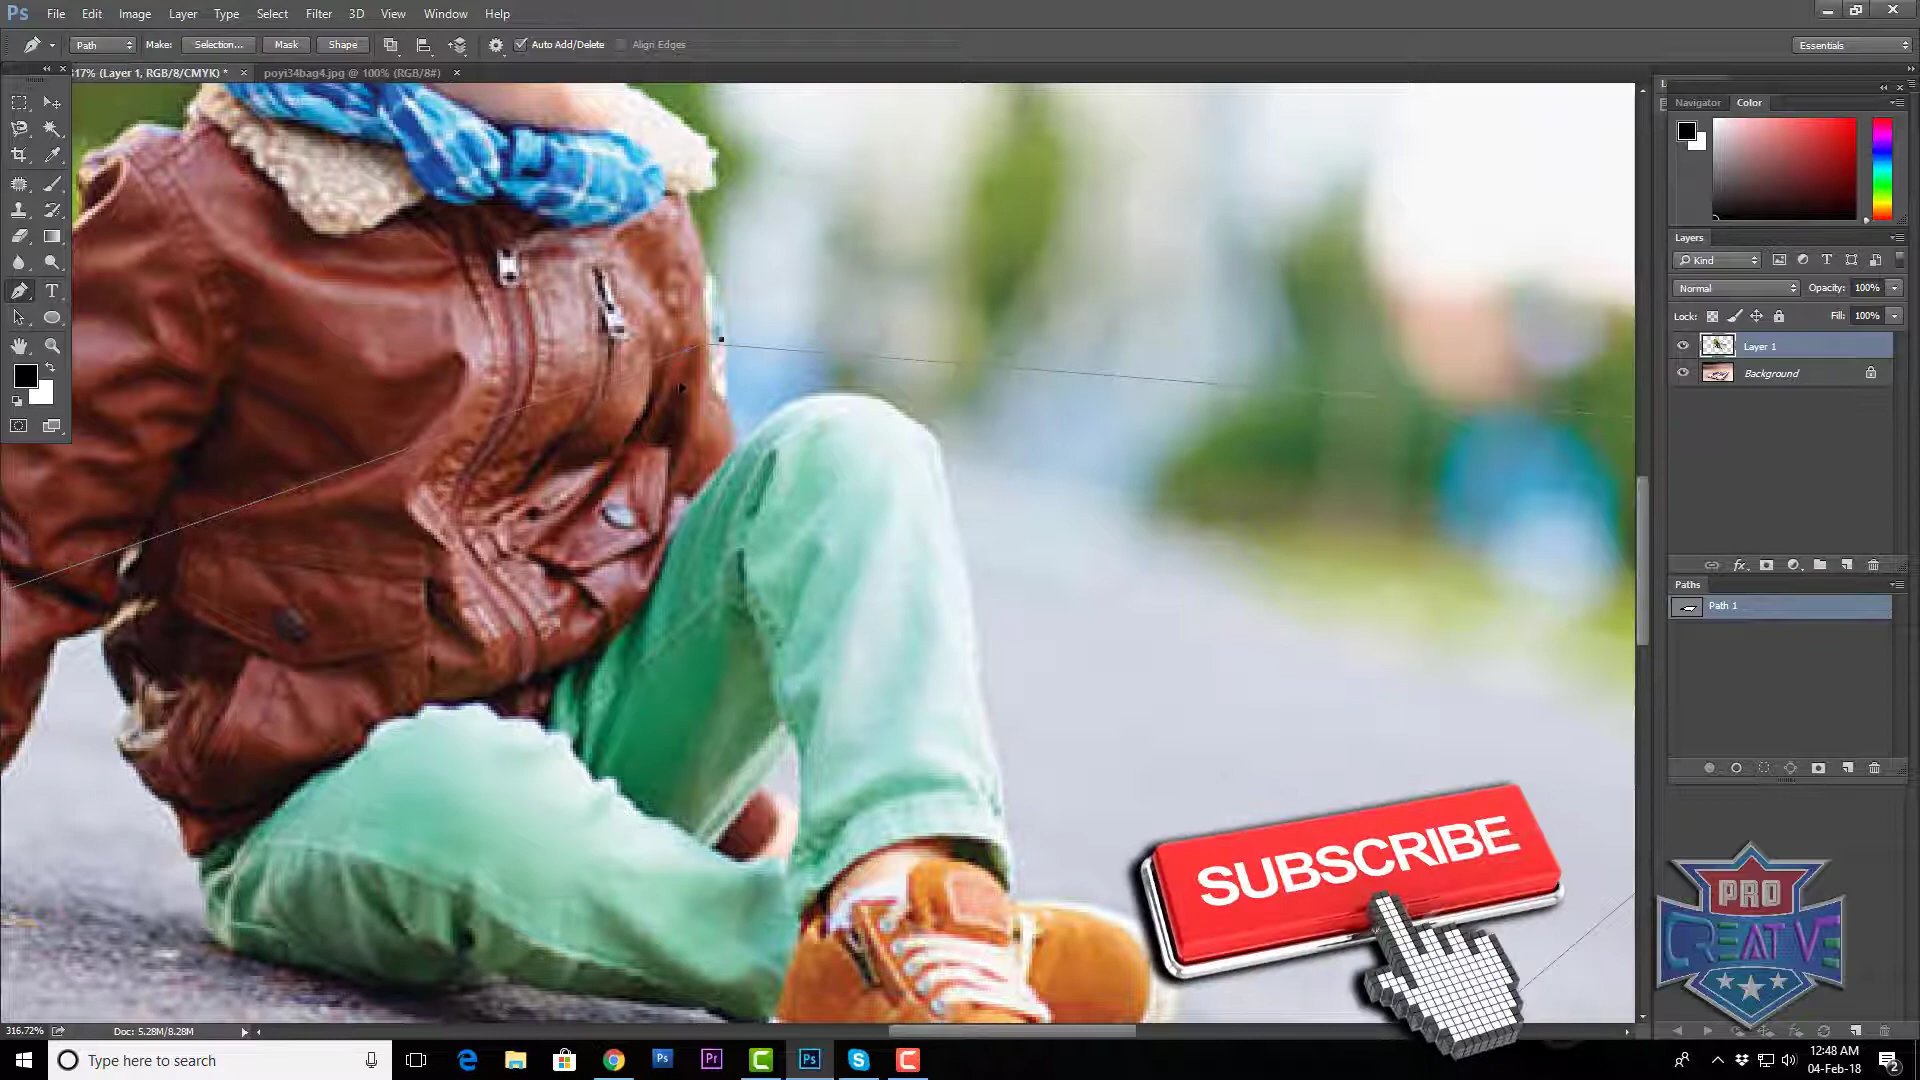 Ps File Edit Image Layer Type Select Filter 3D View Window Help
Path Make: Selection... Mask Shape Auto Add/Delete Align Edges Essentials
317% (Layer 1, RGB/8/CMYK) * × poyi34bag4.jpg @ 100% (RGB/8#) ×
Navigator Color
Layers
Kind
Normal Opacity: 100%
Lock: Fill: 100%
Layer 1
Background
Paths
Path 1
SUBSCRIBE
PRO
CREATIVE
316.72% Doc: 5.28M/8.28M
Type here to search
12:48 AM
04-Feb-18
2